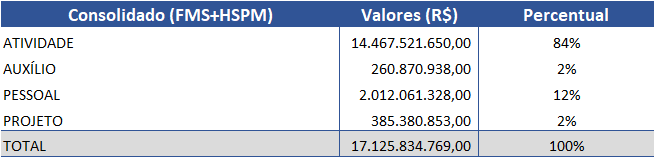 Consolidado (FMS+HSPM) Valores (R$) Percentual
ATIVIDADE 14.467.521.650,00 84%
AUXÍLIO 260.870.938,00 2%
PESSOAL 2.012.061.328,00 12%
PROJETO 385.380.853,00 2%
TOTAL 17.125.834.769,00 100%